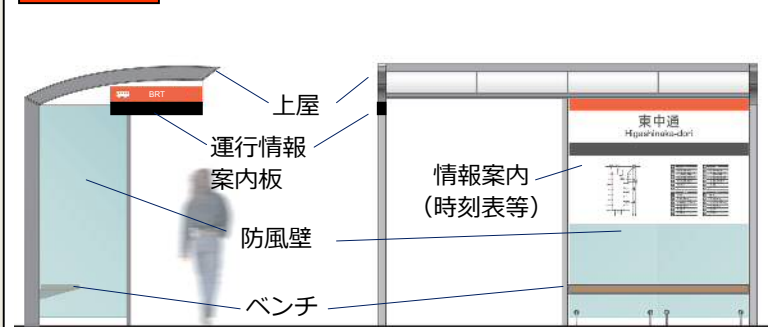 BRT
上屋
運行情報
案内板
防風壁
ベンチ
情報案内
（時刻表等）
東中通
Higashinaka-dori